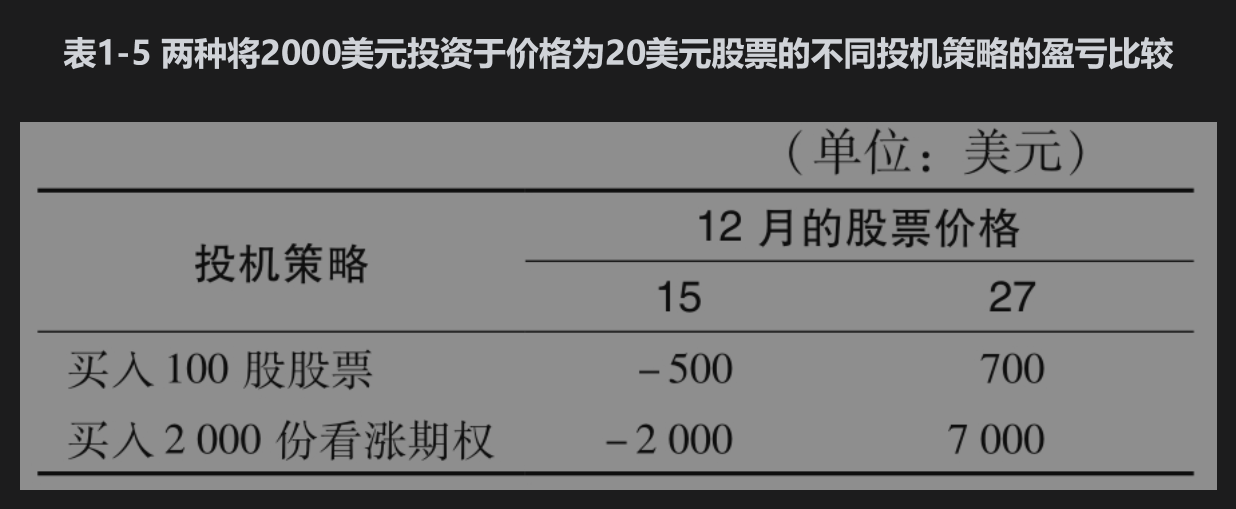 表1-5 两种将2000美元投资于价格为20美元股票的不同投机策略的盈亏比较
（单位：美元）
投机策略 12 月的股票价格
15 27
买入 100 股股票 －500 700
买入 2 000 份看涨期权 －2 000 7 000